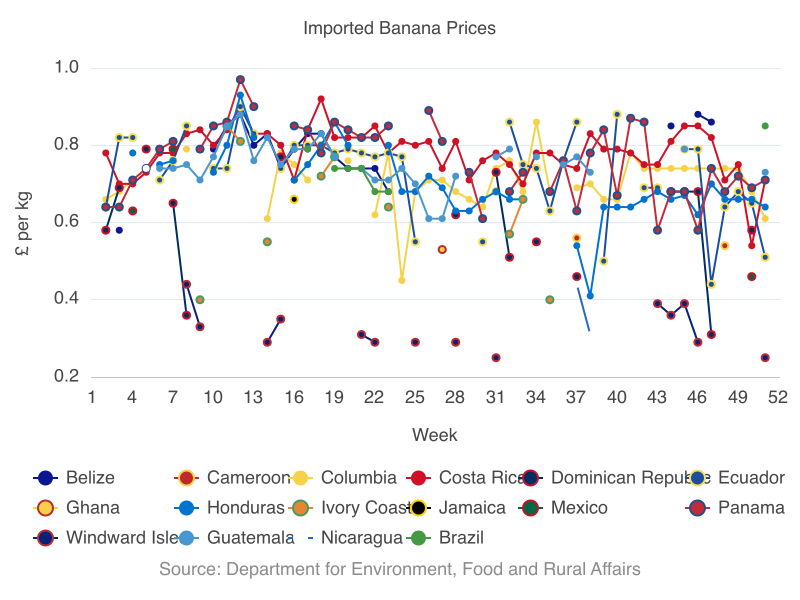 Imported Banana Prices
1.0
0.8
0.6
0.4
0.2
£ per kg
1 4 7 10 13 16 19 22 25 28 31 34 37 40 43 46 49 52
Week
Belize Cameroon Columbia Costa Rica Dominican Republic Ecuador
Ghana Honduras Ivory Coast Jamaica Mexico Panama
Windward Isles Guatemala Nicaragua Brazil
Source: Department for Environment, Food and Rural Affairs